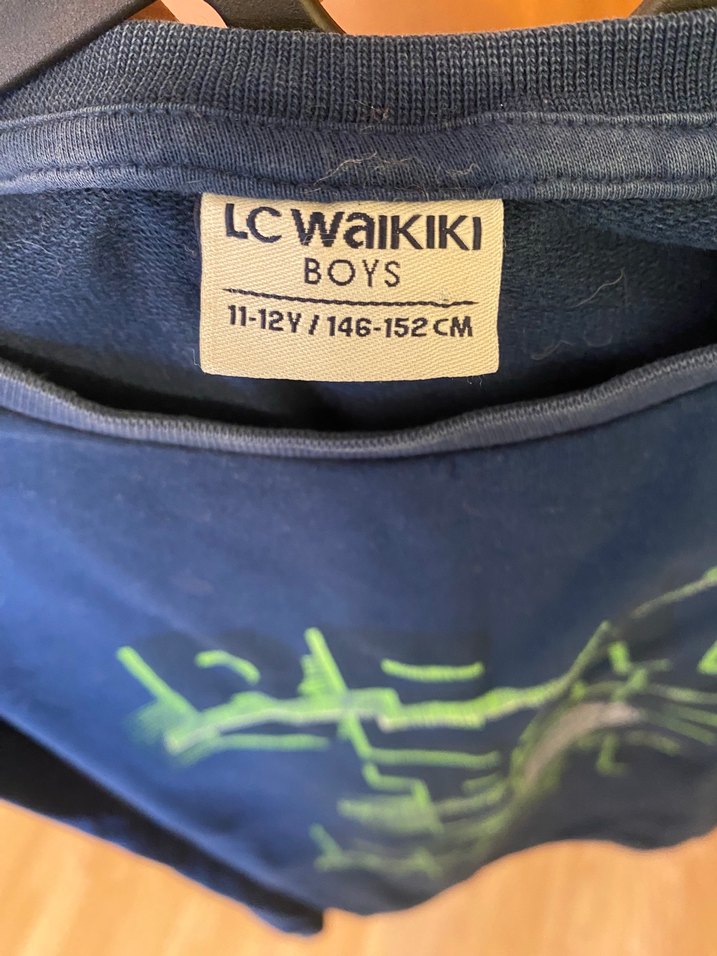 LC Waikiki
BOYS
11-12Y / 146-152 CM